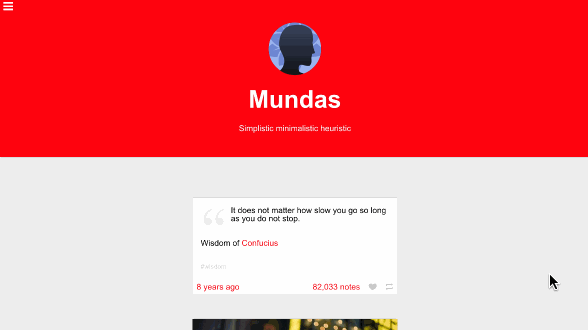 Mundas
Simplistic minimalistic heuristic
It does not matter how slow you go so long
as you do not stop.
Wisdom of Confucius
#wisdom
8 years ago
82,033 notes